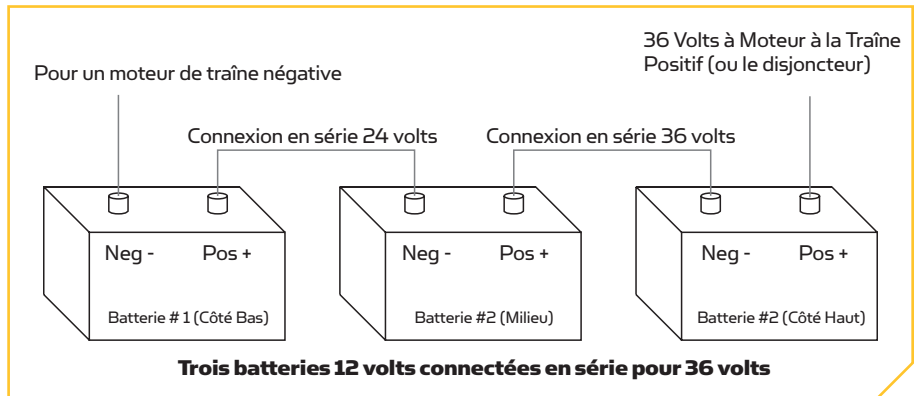 36 Volts à Moteur à la Traîne
Positif (ou le disjoncteur)
Pour un moteur de traîne négative
Connexion en série 24 volts
Connexion en série 36 volts
Neg -
Pos +
Neg -
Pos +
Neg -
Pos +
Batterie # 1 (Côté Bas)
Batterie #2 (Milieu)
Batterie #2 (Côté Haut)
Trois batteries 12 volts connectées en série pour 36 volts